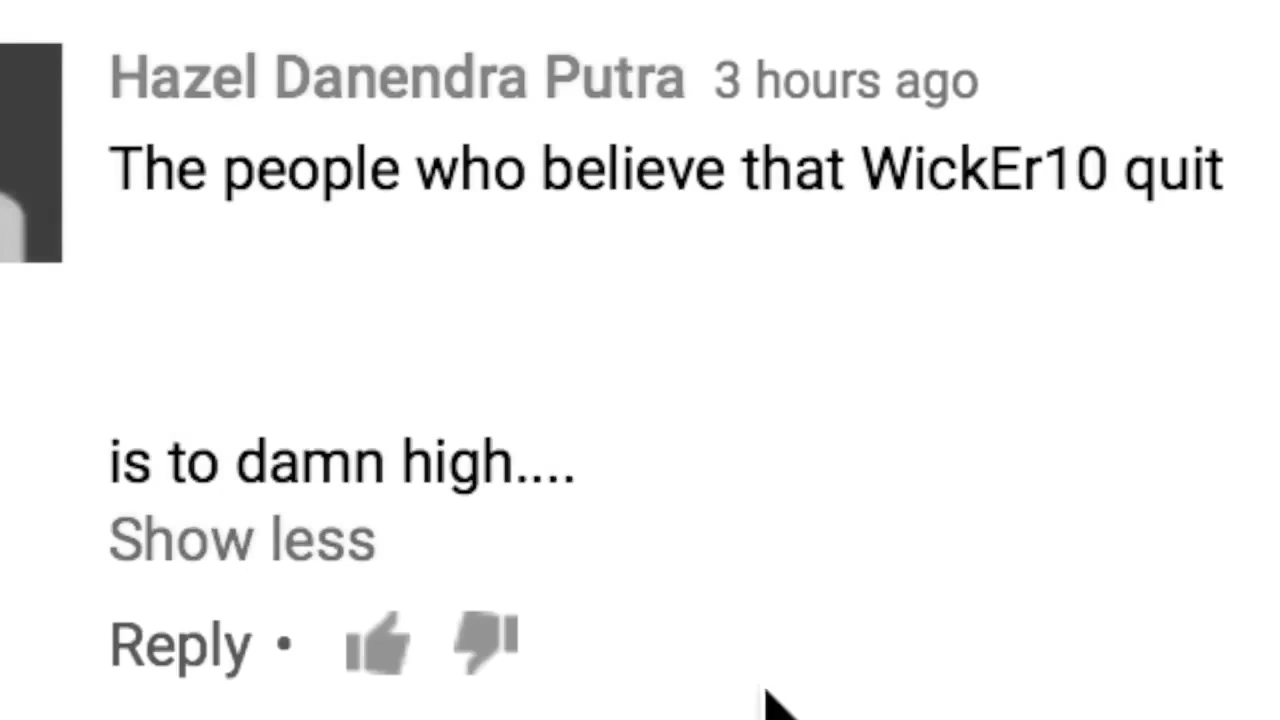 Hazel Danendra Putra 3 hours ago
The people who believe that WickEr10 quit
is to damn high....
Show less
Reply •